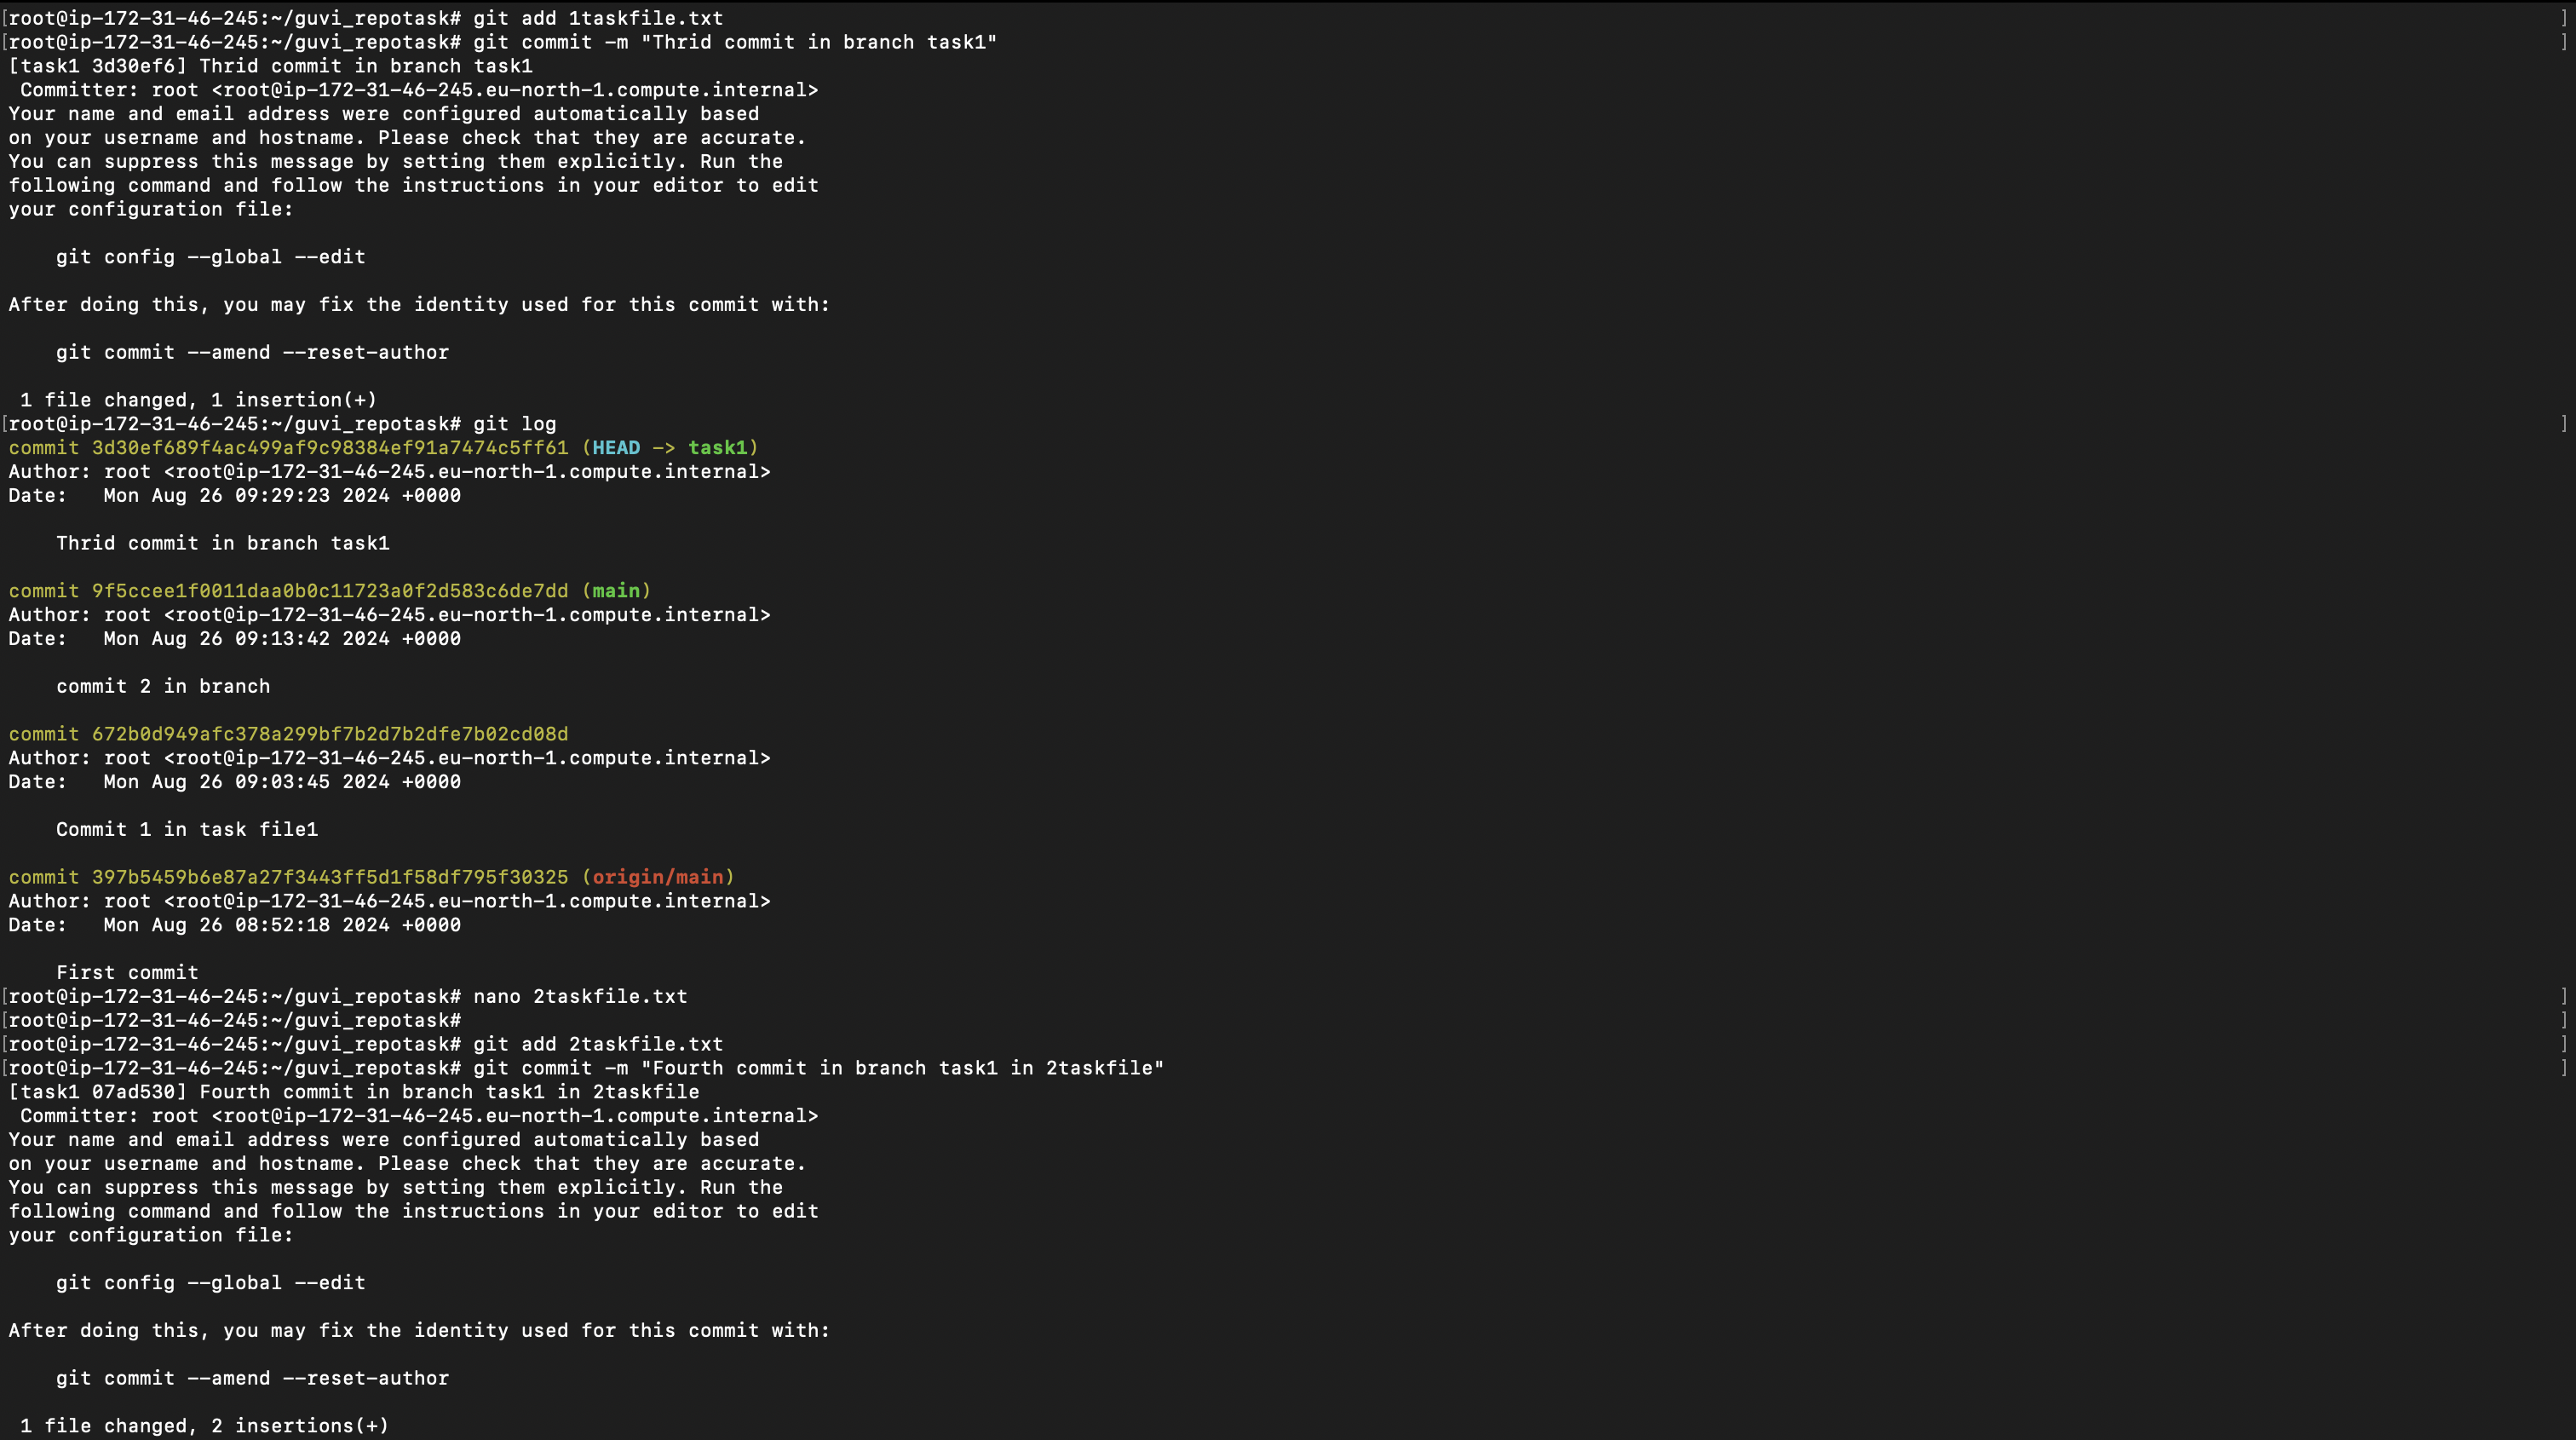 [root@ip-172-31-46-245:~/guvi_repotask# git add 1taskfile.txt ]
[root@ip-172-31-46-245:~/guvi_repotask# git commit -m "Thrid commit in branch task1" ]
[task1 3d30ef6] Thrid commit in branch task1
 Committer: root <root@ip-172-31-46-245.eu-north-1.compute.internal>
Your name and email address were configured automatically based
on your username and hostname. Please check that they are accurate.
You can suppress this message by setting them explicitly. Run the
following command and follow the instructions in your editor to edit
your configuration file:

    git config --global --edit

After doing this, you may fix the identity used for this commit with:

    git commit --amend --reset-author

 1 file changed, 1 insertion(+)
[root@ip-172-31-46-245:~/guvi_repotask# git log ]
commit 3d30ef689f4ac499af9c98384ef91a7474c5ff61 (HEAD -> task1)
Author: root <root@ip-172-31-46-245.eu-north-1.compute.internal>
Date:   Mon Aug 26 09:29:23 2024 +0000

    Thrid commit in branch task1

commit 9f5ccee1f0011daa0b0c11723a0f2d583c6de7dd (main)
Author: root <root@ip-172-31-46-245.eu-north-1.compute.internal>
Date:   Mon Aug 26 09:13:42 2024 +0000

    commit 2 in branch

commit 672b0d949afc378a299bf7b2d7b2dfe7b02cd08d
Author: root <root@ip-172-31-46-245.eu-north-1.compute.internal>
Date:   Mon Aug 26 09:03:45 2024 +0000

    Commit 1 in task file1

commit 397b5459b6e87a27f3443ff5d1f58df795f30325 (origin/main)
Author: root <root@ip-172-31-46-245.eu-north-1.compute.internal>
Date:   Mon Aug 26 08:52:18 2024 +0000

    First commit
[root@ip-172-31-46-245:~/guvi_repotask# nano 2taskfile.txt ]
[root@ip-172-31-46-245:~/guvi_repotask# ]
[root@ip-172-31-46-245:~/guvi_repotask# git add 2taskfile.txt ]
[root@ip-172-31-46-245:~/guvi_repotask# git commit -m "Fourth commit in branch task1 in 2taskfile" ]
[task1 07ad530] Fourth commit in branch task1 in 2taskfile
 Committer: root <root@ip-172-31-46-245.eu-north-1.compute.internal>
Your name and email address were configured automatically based
on your username and hostname. Please check that they are accurate.
You can suppress this message by setting them explicitly. Run the
following command and follow the instructions in your editor to edit
your configuration file:

    git config --global --edit

After doing this, you may fix the identity used for this commit with:

    git commit --amend --reset-author

 1 file changed, 2 insertions(+)